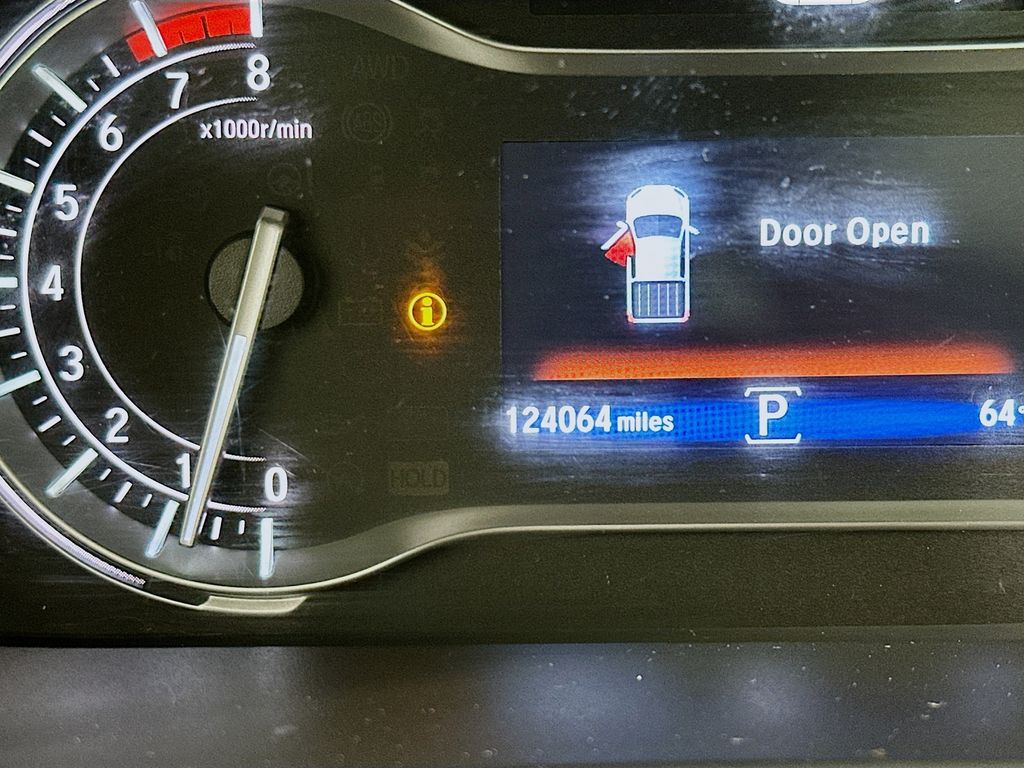 8
7
6
x1000r/min
5
4
3
2
1
0
AWD
i
HOLD
Door Open
124064 miles
P
64°